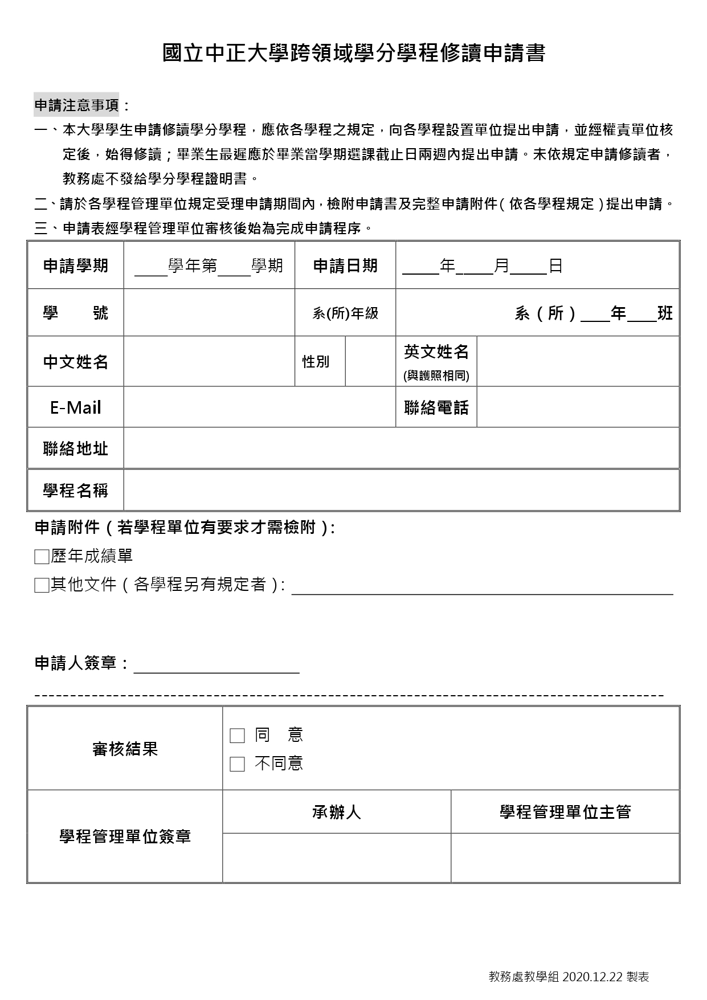 國立中正大學跨領域學分學程修讀申請書
申請注意事項：
一、本大學學生申請修讀學分學程，應依各學程之規定，向各學程設置單位提出申請，並經權責單位核
定後，始得修讀；畢業生最遲應於畢業當學期選課截止日兩週內提出申請。未依規定申請修讀者，
教務處不發給學分學程證明書。
二、請於各學程管理單位規定受理申請期間內，檢附申請書及完整申請附件（依各學程規定）提出申請。
三、申請表經學程管理單位審核後始為完成申請程序。
申請學期 ____學年第____學期 申請日期 _____年_____月_____日
學　　號 系(所)年級 系（所）____年____班
中文姓名 性別 英文姓名
(與護照相同)
E-Mail 聯絡電話
聯絡地址
學程名稱
申請附件（若學程單位有要求才需檢附）：
□歷年成績單
□其他文件（各學程另有規定者）：____________________
申請人簽章：____________________
-----------------------------------------------------------------------------------------
審核結果
□ 同　意
□ 不同意
學程管理單位簽章 承辦人 學程管理單位主管
教務處教學組 2020.12.22 製表